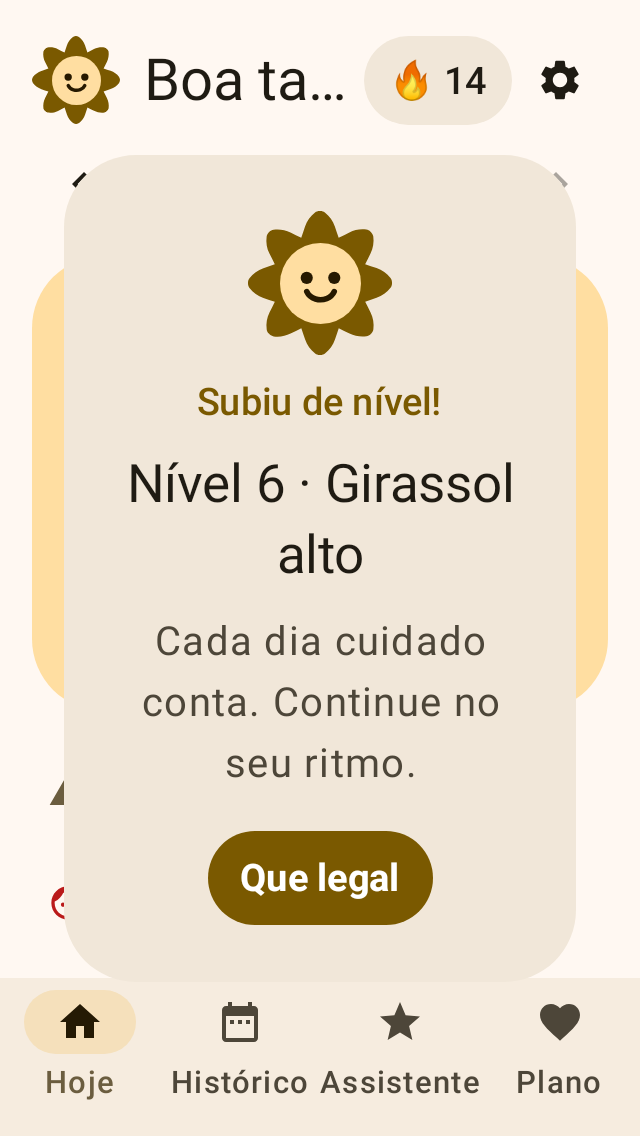 Boa ta…
14
Subiu de nível!
Nível 6 · Girassol
alto
Cada dia cuidado
conta. Continue no
seu ritmo.
Que legal
Hoje
Histórico
Assistente
Plano